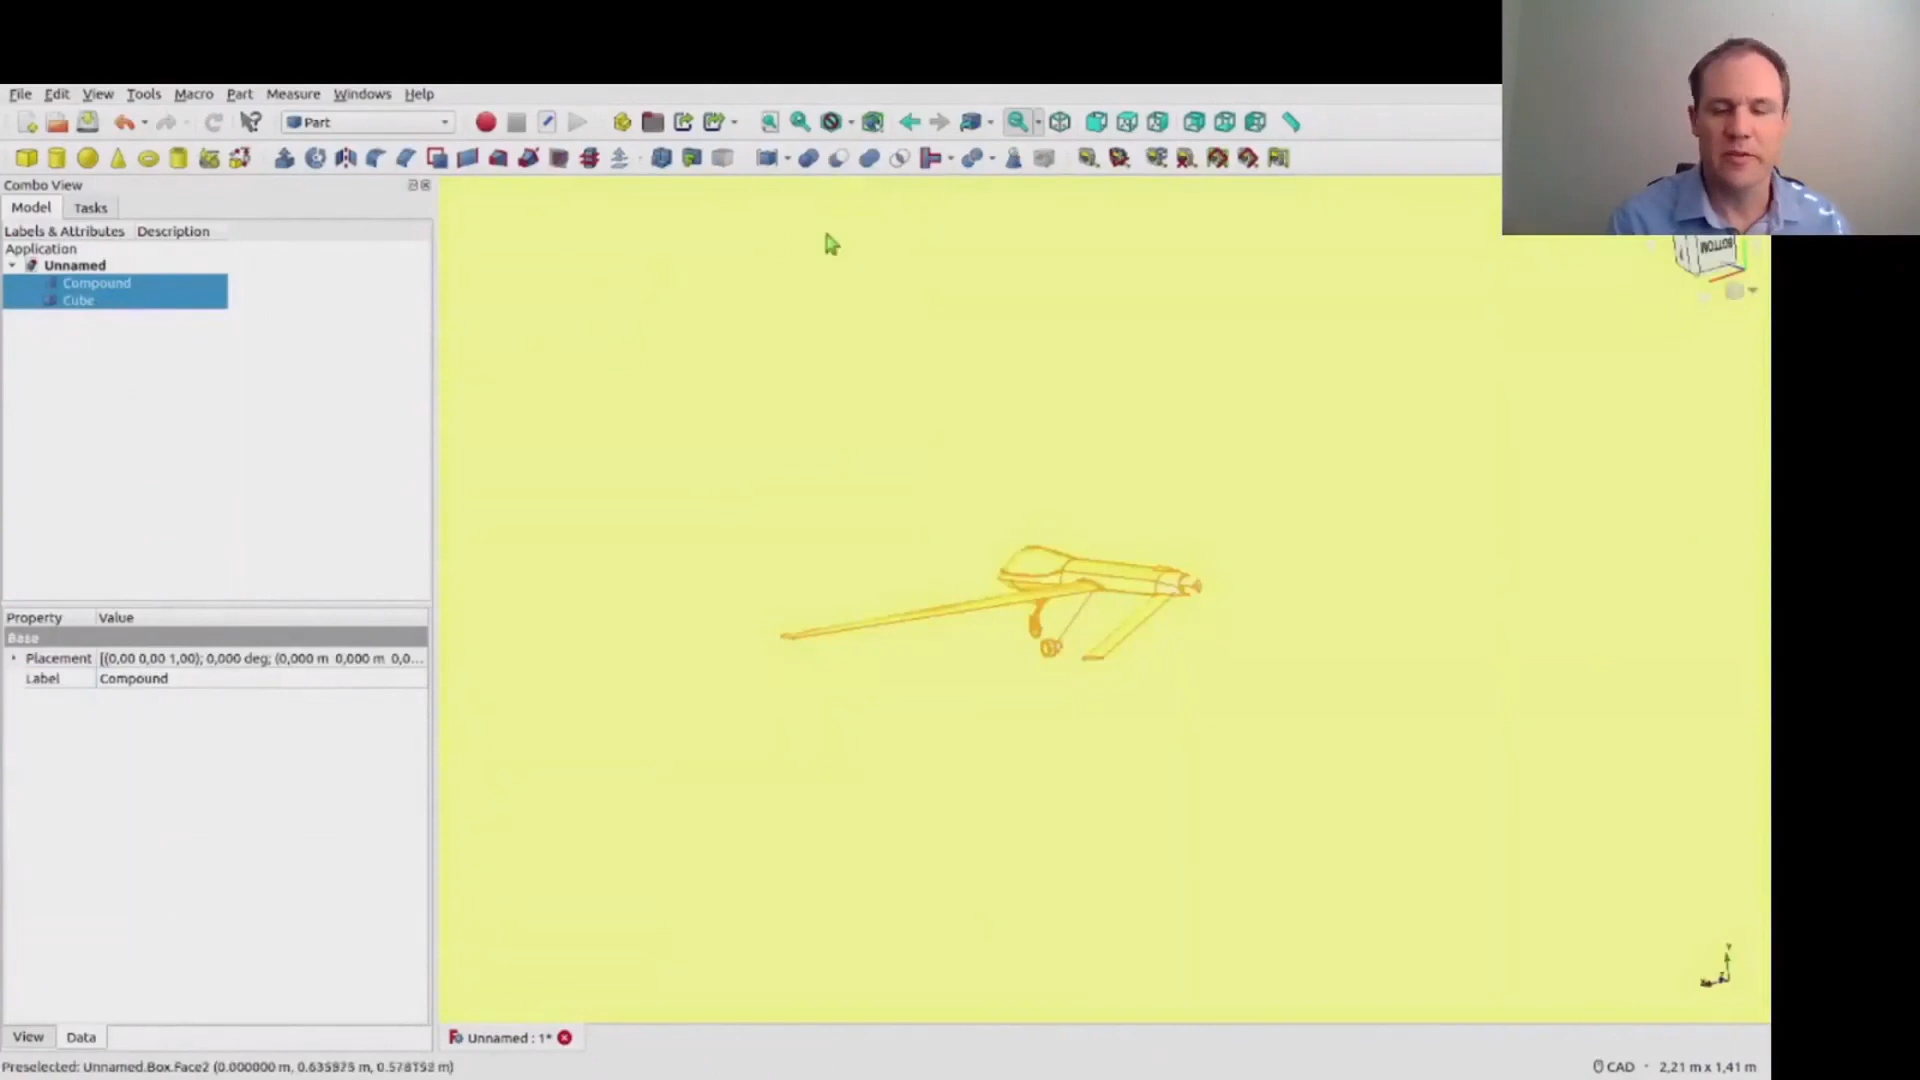 File Edit View Tools Macro Part Measure Windows Help
Part
Combo View
Model Tasks
Labels & Attributes Description
Application
Unnamed
Compound
Cube
BOTTOM
Property Value
Base
Placement [(0,00 0,00 1,00); 0,000 deg; (0,000 m 0,000 m 0,0...
Label Compound
View Data
Unnamed : 1*
Preselected: Unnamed.Box.Face2 (0.000000 m, 0.635925 m, 0.578153 m)
CAD 2,21 m x 1,41 m